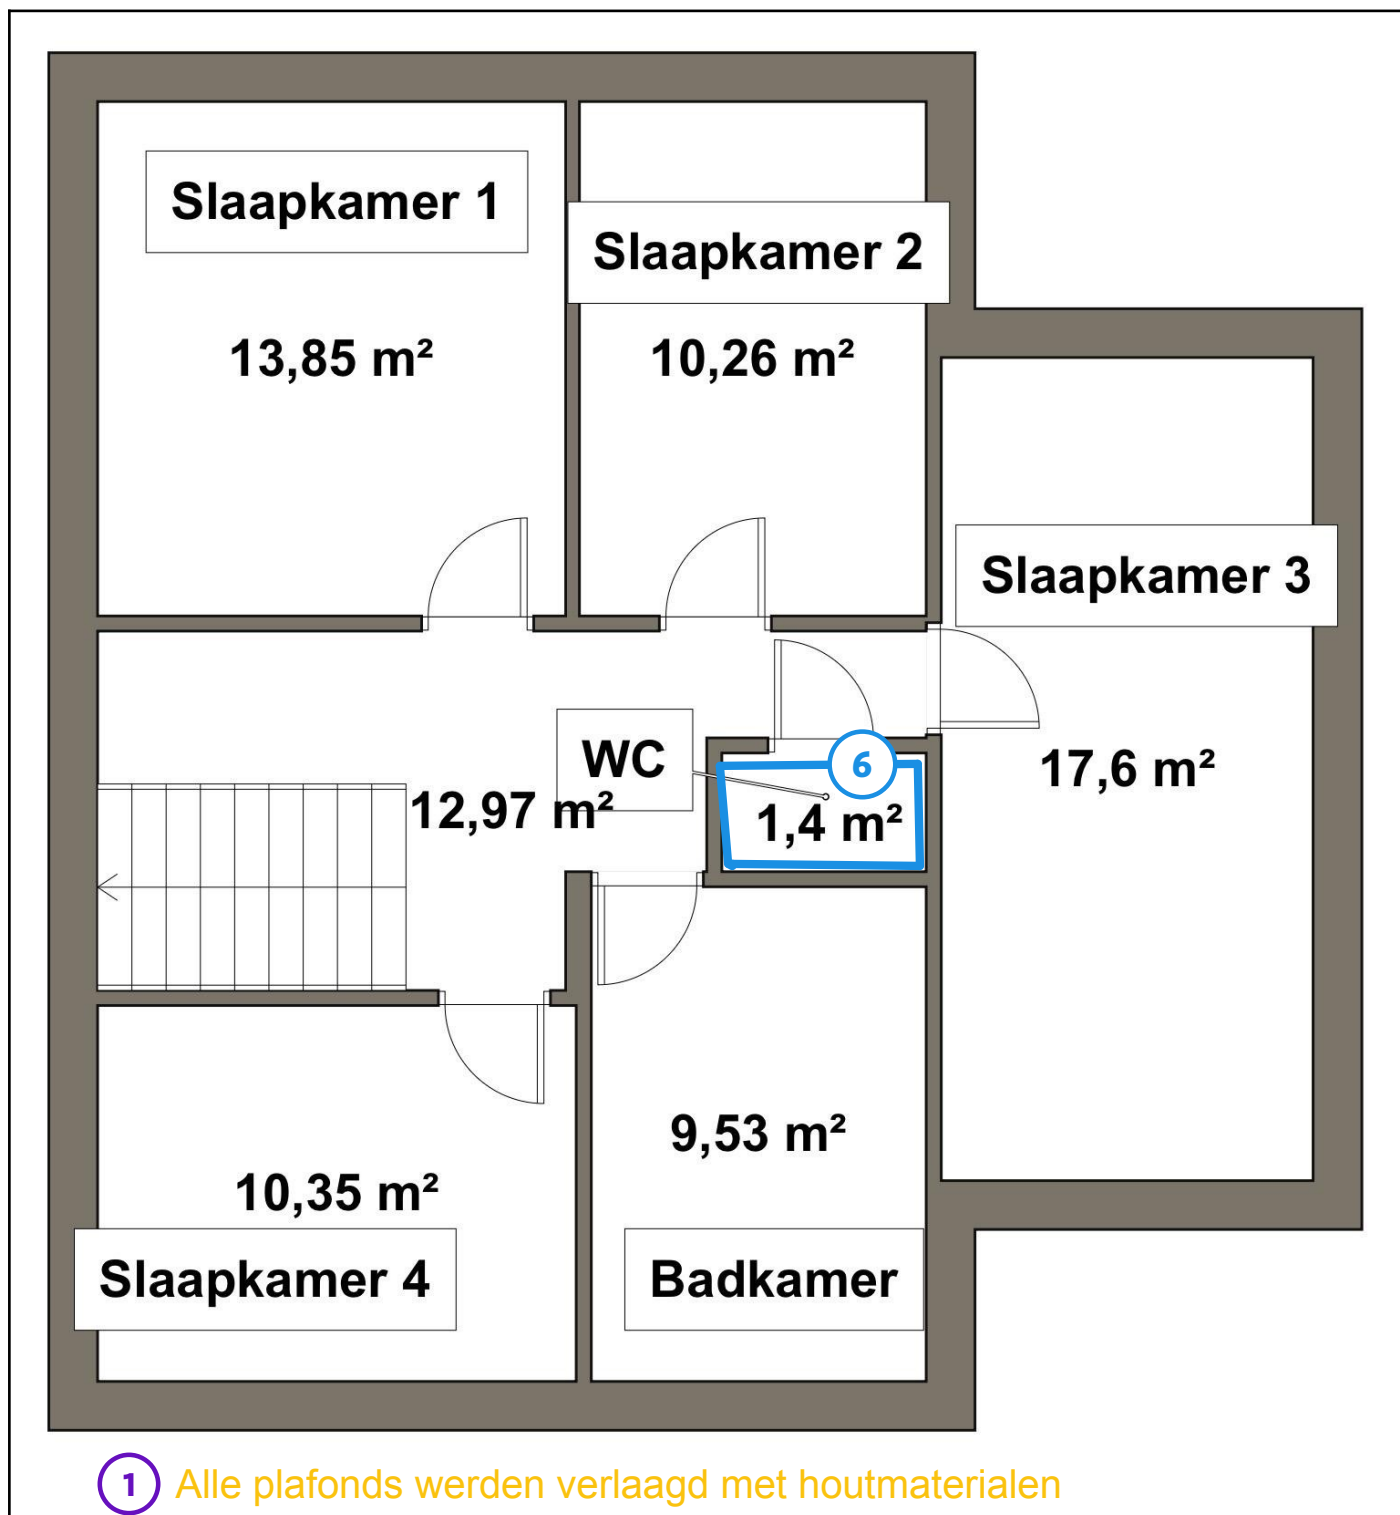 Slaapkamer 1
Slaapkamer 2
13,85 m²
10,26 m²
Slaapkamer 3
WC
6
17,6 m²
12,97 m²
1,4 m²
9,53 m²
10,35 m²
Slaapkamer 4
Badkamer
1 Alle plafonds werden verlaagd met houtmaterialen